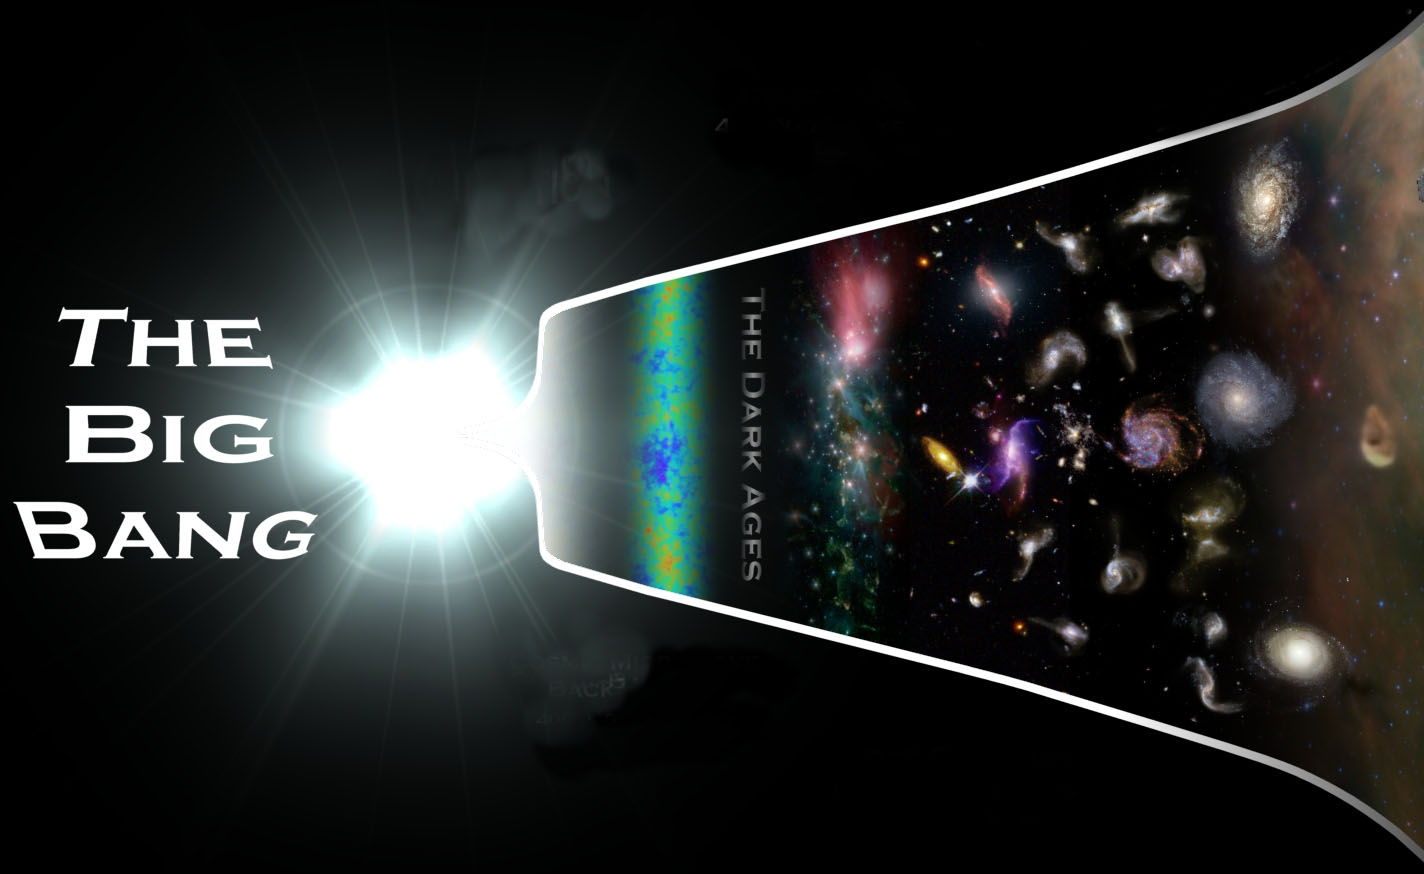 The
Big
Bang
The Dark Ages